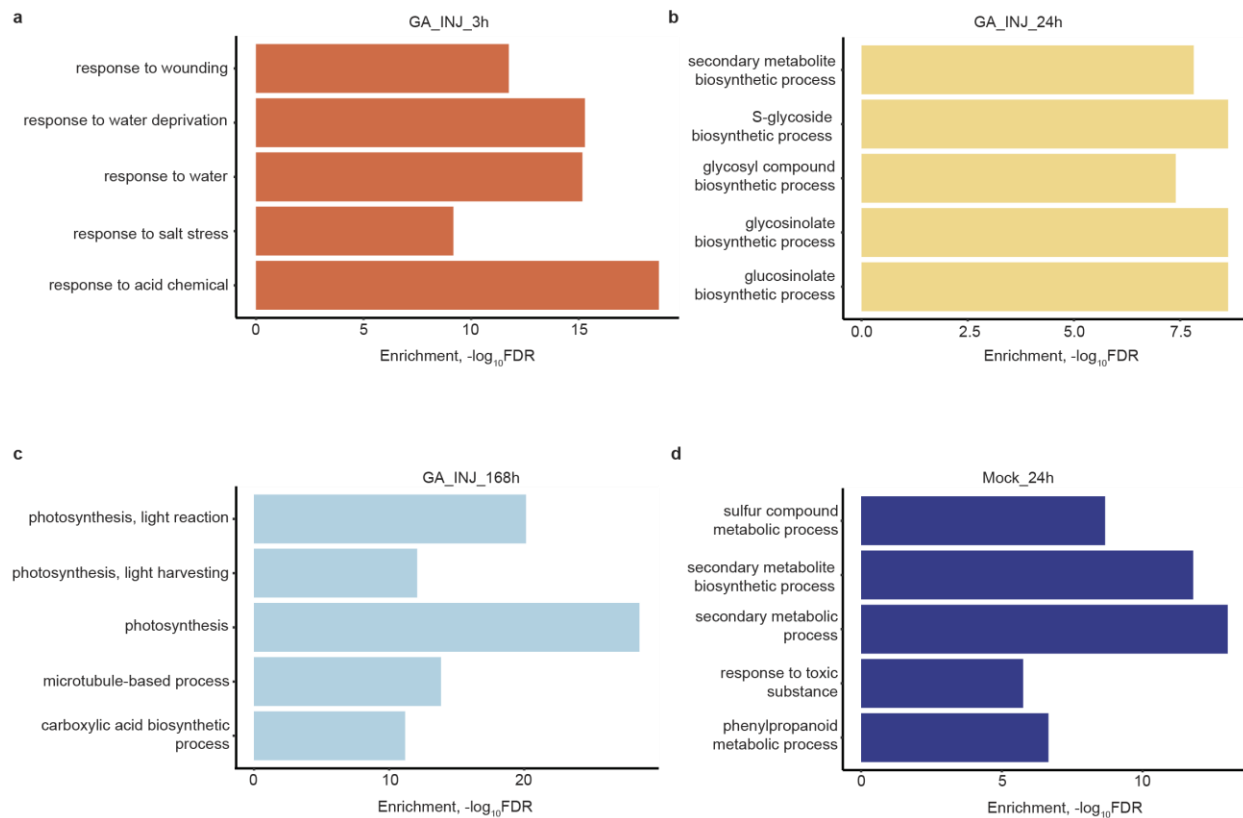 a
GA_INJ_3h
response to wounding
response to water deprivation
response to water
response to salt stress
response to acid chemical
0 5 10 15
Enrichment, -log₁₀FDR
b
GA_INJ_24h
secondary metabolite
biosynthetic process
S-glycoside
biosynthetic process
glycosyl compound
biosynthetic process
glycosinolate
biosynthetic process
glucosinolate
biosynthetic process
0.0 2.5 5.0 7.5
Enrichment, -log₁₀FDR
c
GA_INJ_168h
photosynthesis, light reaction
photosynthesis, light harvesting
photosynthesis
microtubule-based process
carboxylic acid biosynthetic
process
0 10 20
Enrichment, -log₁₀FDR
d
Mock_24h
sulfur compound
metabolic process
secondary metabolite
biosynthetic process
secondary metabolic
process
response to toxic
substance
phenylpropanoid
metabolic process
0 5 10
Enrichment, -log₁₀FDR